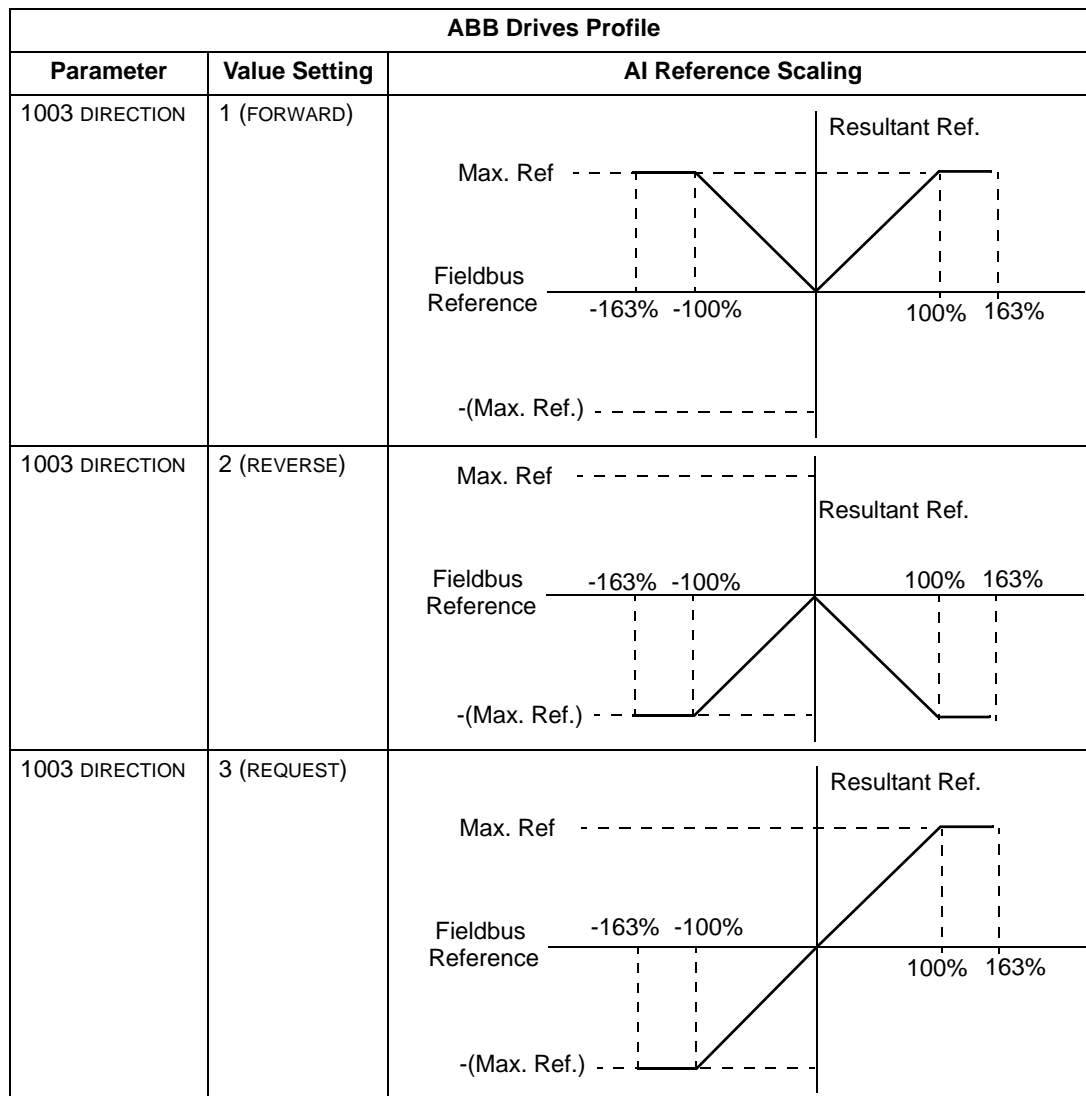 ABB Drives Profile
Parameter Value Setting AI Reference Scaling
1003 DIRECTION 1 (FORWARD)
Resultant Ref.
Max. Ref
Fieldbus
Reference
-163% -100%
100% 163%
-(Max. Ref.)
1003 DIRECTION 2 (REVERSE)
Max. Ref
Resultant Ref.
Fieldbus
Reference
-163% -100%
100% 163%
-(Max. Ref.)
1003 DIRECTION 3 (REQUEST)
Resultant Ref.
Max. Ref
Fieldbus
Reference
-163% -100%
100% 163%
-(Max. Ref.)